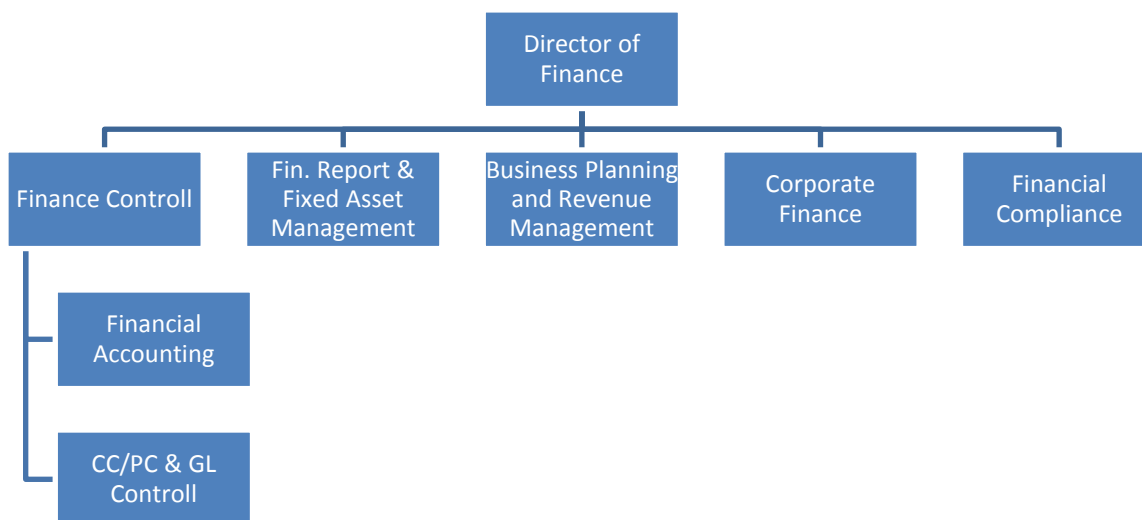 Director of
Finance
Finance Controll
Fin. Report &
Fixed Asset
Management
Business Planning
and Revenue
Management
Corporate
Finance
Financial
Compliance
Financial
Accounting
CC/PC & GL
Controll